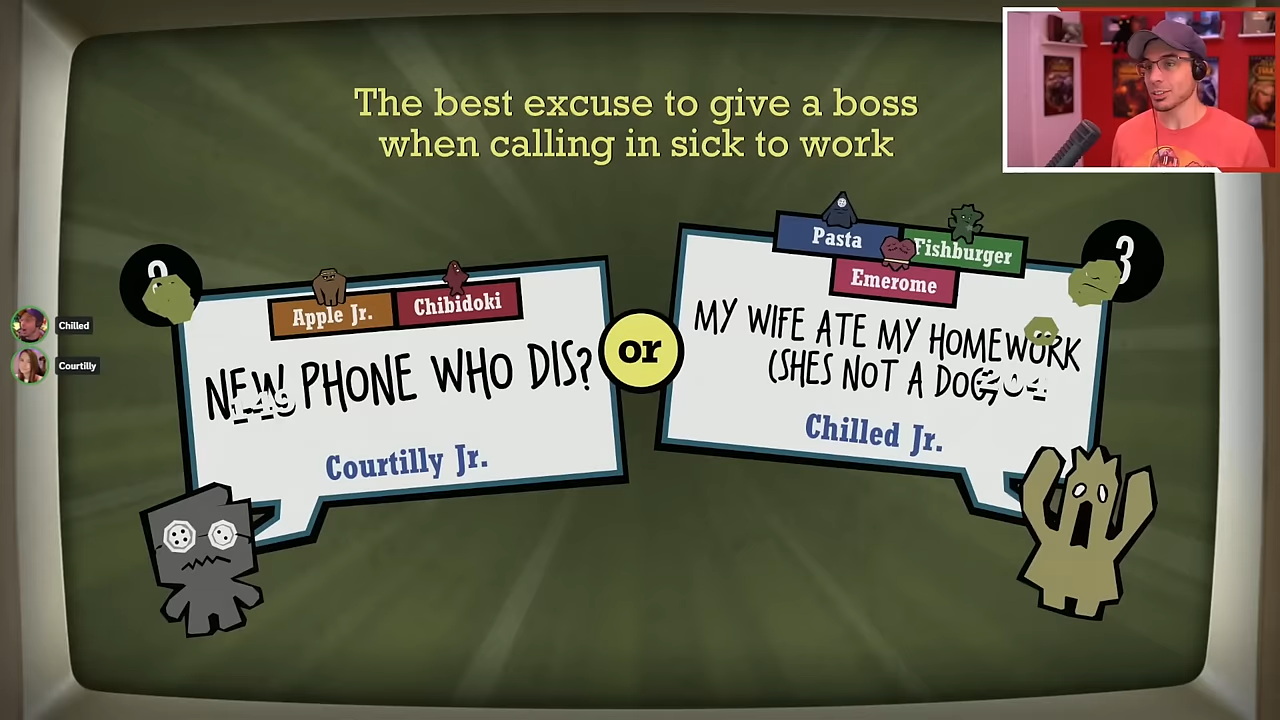 The best excuse to give a boss
when calling in sick to work
Pasta
Fishburger
Emerome
3
Apple Jr.
Chibidoki
MY WIFE ATE MY HOMEWORK
(SHES NOT A DOG
Chilled
or
NEW PHONE WHO DIS?
Courtilly
Chilled Jr.
Courtilly Jr.